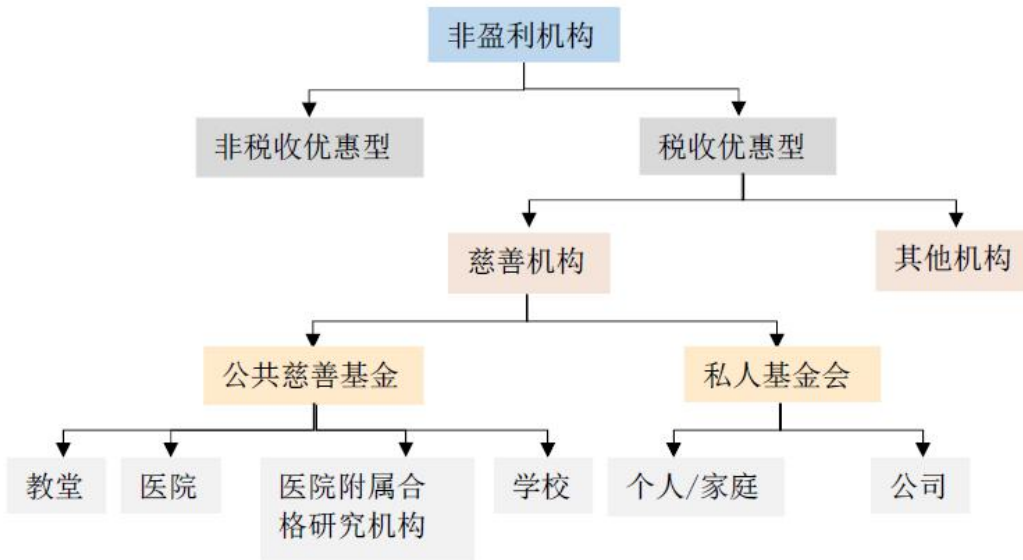 非盈利机构
非税收优惠型
税收优惠型
慈善机构
其他机构
公共慈善基金
私人基金会
教堂
医院
医院附属合
格研究机构
学校
个人/家庭
公司